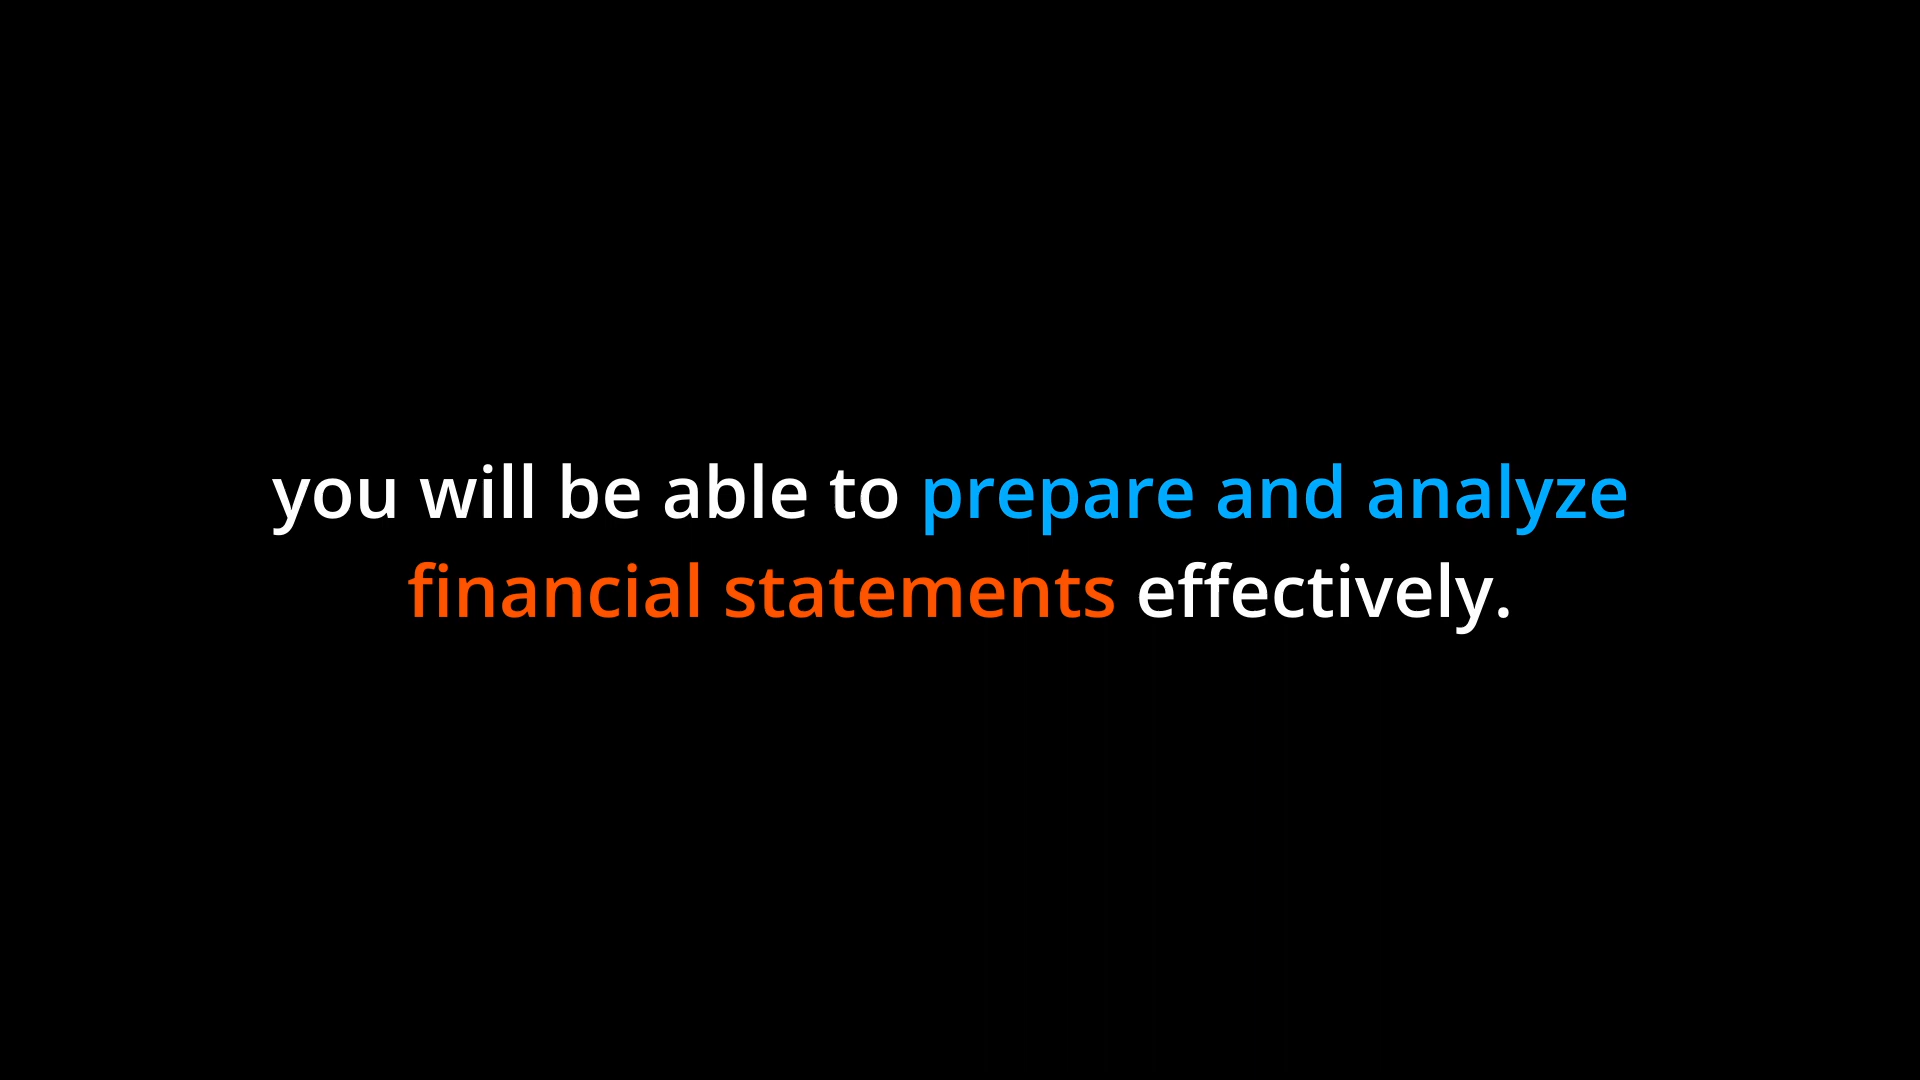 you will be able to prepare and analyze
financial statements effectively.